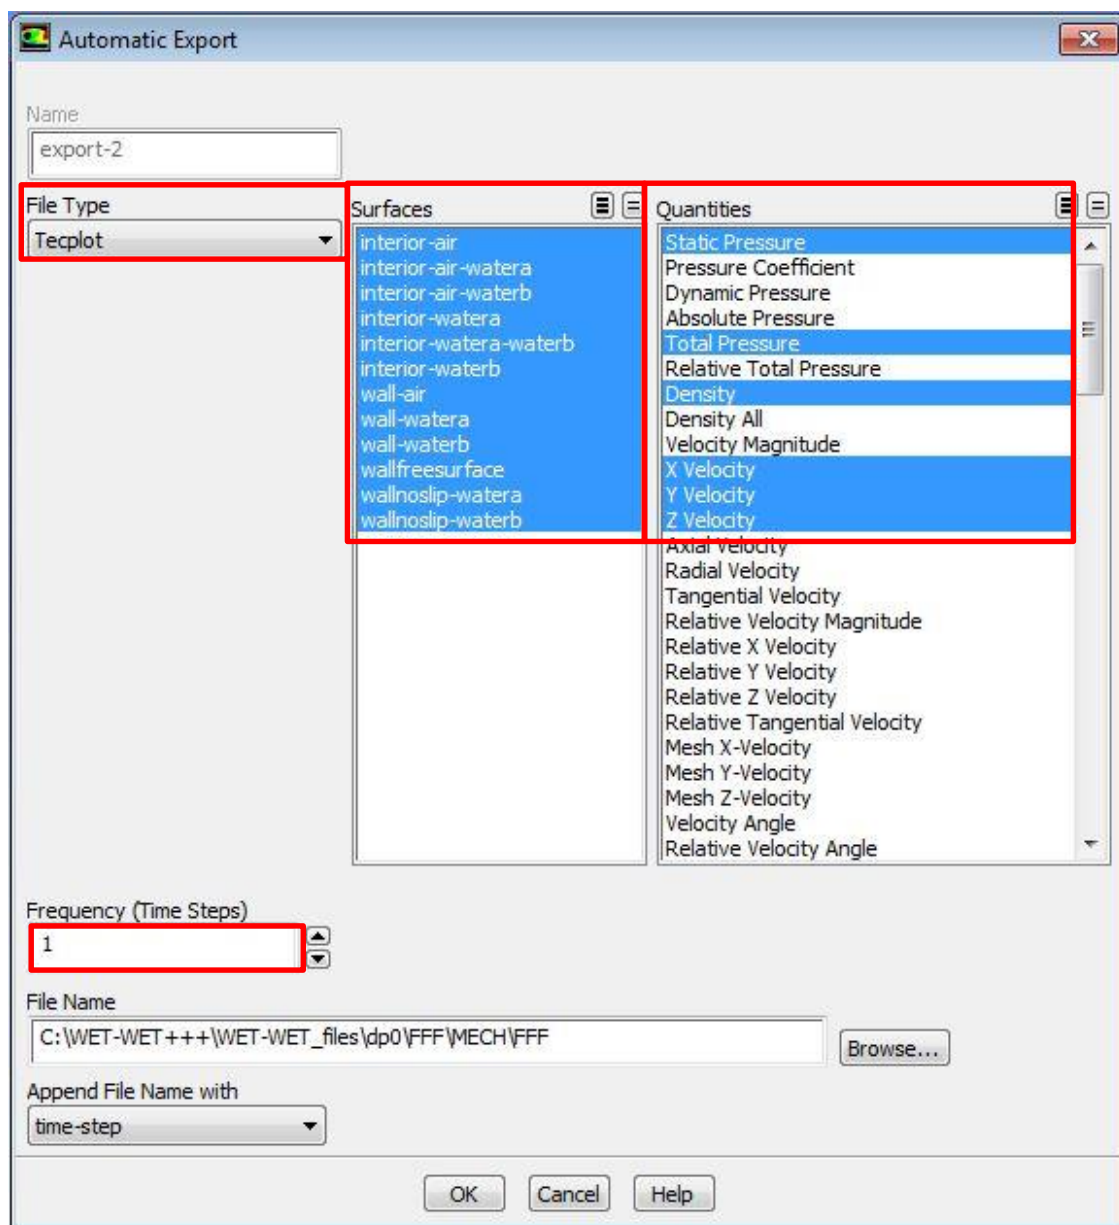 Automatic Export
Name
export-2
File Type
Tecplot
Surfaces
interior-air
interior-air-watera
interior-air-waterb
interior-watera
interior-watera-waterb
interior-waterb
wall-air
wall-watera
wall-waterb
wallfreesurface
wallnoslip-watera
wallnoslip-waterb
Quantities
Static Pressure
Pressure Coefficient
Dynamic Pressure
Absolute Pressure
Total Pressure
Relative Total Pressure
Density
Density All
Velocity Magnitude
X Velocity
Y Velocity
Z Velocity
Axial Velocity
Radial Velocity
Tangential Velocity
Relative Velocity Magnitude
Relative X Velocity
Relative Y Velocity
Relative Z Velocity
Relative Tangential Velocity
Mesh X-Velocity
Mesh Y-Velocity
Mesh Z-Velocity
Velocity Angle
Relative Velocity Angle
Frequency (Time Steps)
1
File Name
C:\WET-WET+++\WET-WET_files\dp0\FFF\MECH\FFF
Browse...
Append File Name with
time-step
OK
Cancel
Help